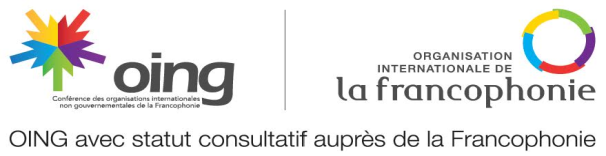 oing
Conférence des organisations internationales
non gouvernementales de la Francophonie
ORGANISATION
INTERNATIONALE DE
la francophonie
OING avec statut consultatif auprès de la Francophonie